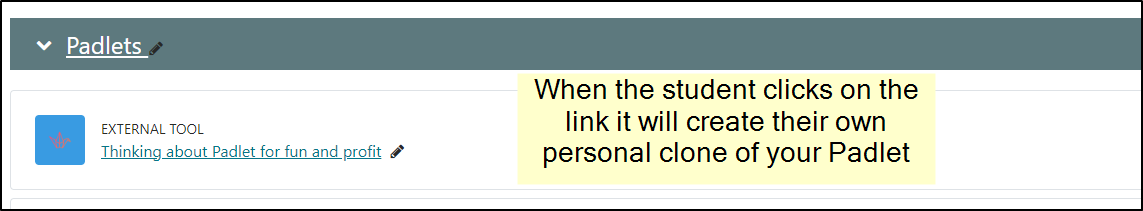 Padlets
When the student clicks on the
link it will create their own
personal clone of your Padlet
EXTERNAL TOOL
Thinking about Padlet for fun and profit